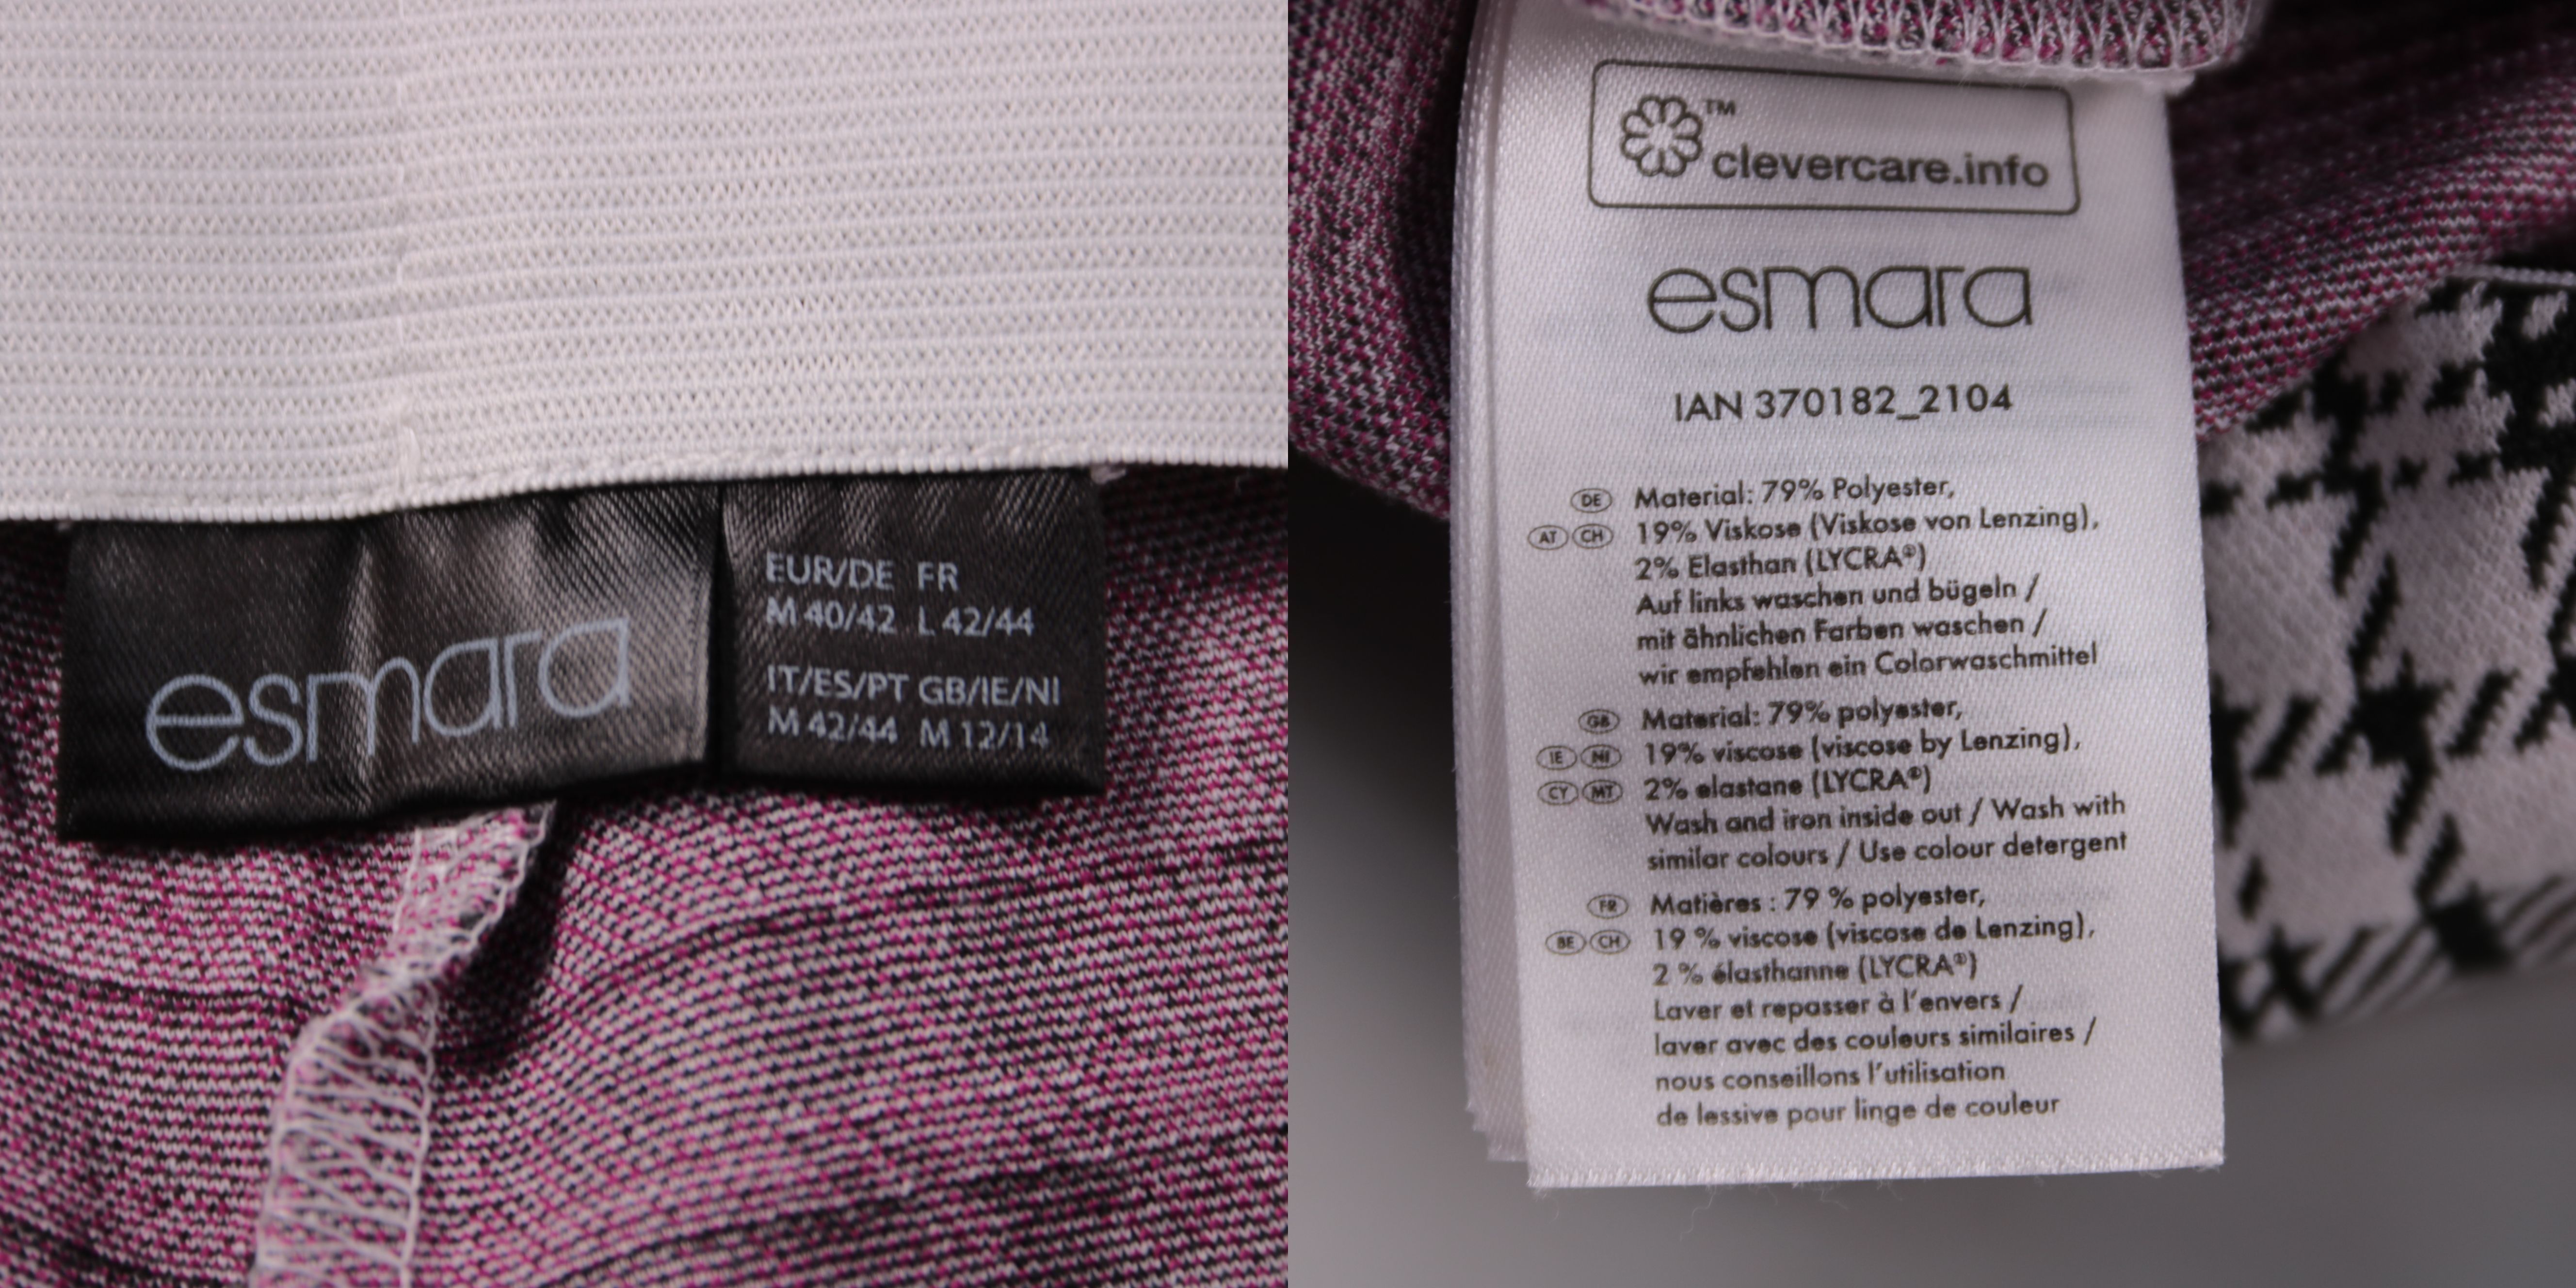 esmara
EUR/DE FR
M 40/42 L 42/44
IT/ES/PT GB/IE/NI
M 42/44 M 12/14
™
clevercare.info
esmara
IAN 370182_2104
DE Material: 79% Polyester,
AT CH 19% Viskose (Viskose von Lenzing),
2% Elasthan (LYCRA®)
Auf links waschen und bügeln /
mit ähnlichen Farben waschen /
wir empfehlen ein Colorwaschmittel
GB Material: 79% polyester,
IE NI 19% viscose (viscose by Lenzing),
CY MT 2% elastane (LYCRA®)
Wash and iron inside out / Wash with
similar colours / Use colour detergent
FR Matières : 79 % polyester,
BE CH 19 % viscose (viscose de Lenzing),
2 % élasthanne (LYCRA®)
Laver et repasser à l'envers /
laver avec des couleurs similaires /
nous conseillons l'utilisation
de lessive pour linge de couleur